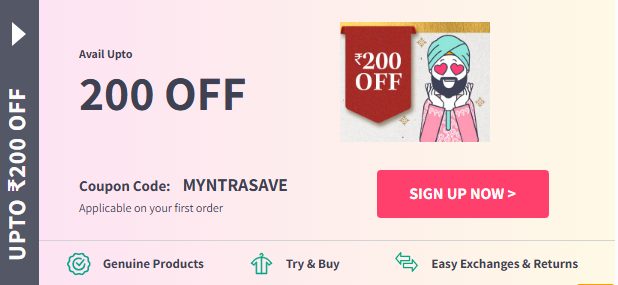 UPTO ₹200 OFF
Avail Upto
200 OFF
₹200
OFF
Coupon Code: MYNTRASAVE
Applicable on your first order
SIGN UP NOW >
Genuine Products
Try & Buy
Easy Exchanges & Returns